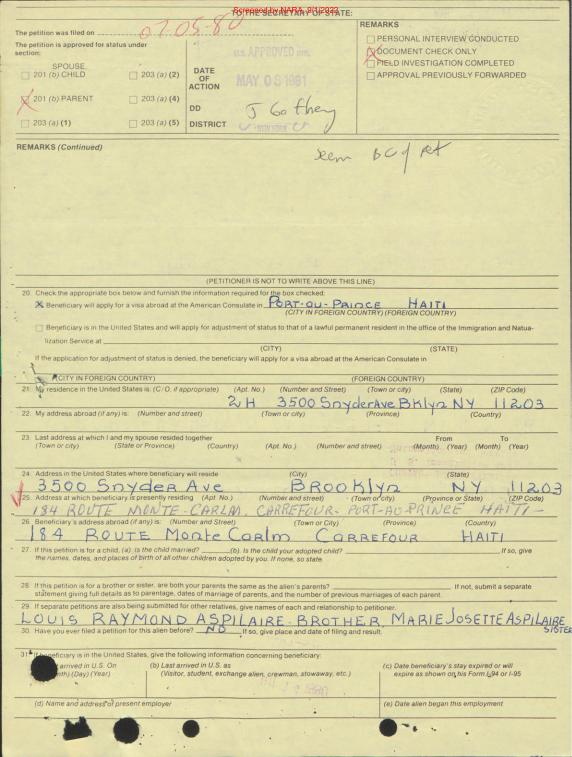 Screened by NARA, 8/1/2023
TO THE SECRETARY OF STATE:
The petition was filed on 07-05-80
The petition is approved for status under section:
SPOUSE
201 (b) CHILD
203 (a) (2)
201 (b) PARENT
203 (a) (4)
203 (a) (1)
203 (a) (5)
DATE OF ACTION
U.S. APPROVED
MAY 08 1981
DD
DISTRICT
NEW YORK
REMARKS
PERSONAL INTERVIEW CONDUCTED
DOCUMENT CHECK ONLY
FIELD INVESTIGATION COMPLETED
APPROVAL PREVIOUSLY FORWARDED
REMARKS (Continued)
(PETITIONER IS NOT TO WRITE ABOVE THIS LINE)
20. Check the appropriate box below and furnish the information required for the box checked:
X Beneficiary will apply for a visa abroad at the American Consulate in PORT-OU-PRINCE HAITI
(CITY IN FOREIGN COUNTRY) (FOREIGN COUNTRY)
Beneficiary is in the United States and will apply for adjustment of status to that of a lawful permanent resident in the office of the Immigration and Natua-
lization Service at
(CITY) (STATE)
If the application for adjustment of status is denied, the beneficiary will apply for a visa abroad at the American Consulate in
(CITY IN FOREIGN COUNTRY) (FOREIGN COUNTRY)
21. My residence in the United States is: (C/O, if appropriate) (Apt. No.) (Number and street) (Town or city) (State) (ZIP Code)
2H 3500 Snyder Ave Bklyn NY 11203
22. My address abroad (if any) is: (Number and street) (Town or city) (Province) (Country)
23. Last address at which I and my spouse resided together From To
(Town or city) (State or Province) (Country) (Apt. No.) (Number and street) (Month) (Year) (Month) (Year)
24. Address in the United States where beneficiary will reside (City) (State)
3500 Snyder Ave BROOKlyn NY 11203
25. Address at which beneficiary is presently residing (Apt. No.) (Number and street) (Town or city) (Province or State) (ZIP Code)
184 ROUTE MONTE-CARLM, CARREFOUR- PORT-AU-PRINCE HAITI-
26. Beneficiary's address abroad (if any) is: (Number and Street) (Town or City) (Province) (Country)
184 ROUTE Monte Carlm CARREFOUR HAITI
27. If this petition is for a child, (a). Is the child married? (b). Is the child your adopted child? If so, give
the names, dates, and places of birth of all other children adopted by you. If none, so state.
28. If this petition is for a brother or sister, are both your parents the same as the alien's parents? If not, submit a separate
statement giving full details as to parentage, dates of marriage of parents, and the number of previous marriages of each parent.
29. If separate petitions are also being submitted for other relatives, give names of each and relationship to petitioner.
LOUIS RAYMOND ASPILAIRE- BROTHER, MARIE JOSETTE ASPILAIRE SISTER
30. Have you ever filed a petition for this alien before? NO If so, give place and date of filing and result.
31. If beneficiary is in the United States, give the following information concerning beneficiary:
arrived in U.S. On (b) Last arrived in U.S. as (c) Date beneficiary's stay expired or will
(Day) (Year) (Visitor, student, exchange alien, crewman, stowaway, etc.) expire as shown on his Form I-94 or I-95
(d) Name and address of present employer (e) Date alien began this employment